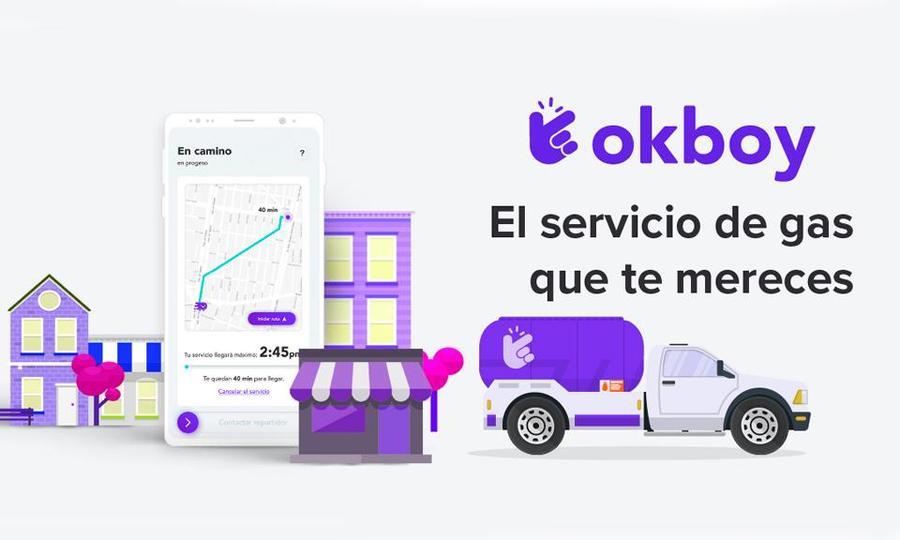 En camino
en progeso
?
40 min
Iniciar ruta
Tu servicio llegará máximo: 2:45pm
Te quedan 40 min para llegar.
Cancelar el servicio
Contactar repartidor
okboy
El servicio de gas
que te mereces